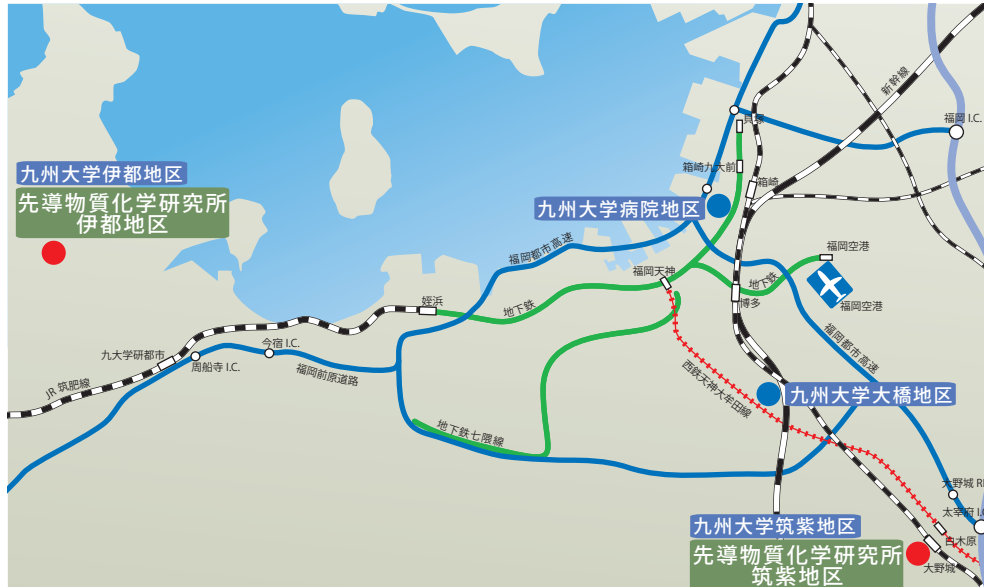 新幹線
福岡 I.C.
貝塚
箱崎九大前
箱崎
九州大学伊都地区
先導物質化学研究所
伊都地区
九州大学病院地区
福岡都市高速
福岡天神
福岡空港
地下鉄
博多
福岡空港
姪浜
地下鉄
福岡都市高速
今宿 I.C.
九大学研都市
周船寺 I.C.
福岡前原道路
JR 筑肥線
西鉄天神大牟田線
九州大学大橋地区
地下鉄七隈線
大野城
太宰府 I.C
九州大学筑紫地区
白木原
先導物質化学研究所
筑紫地区
大野城